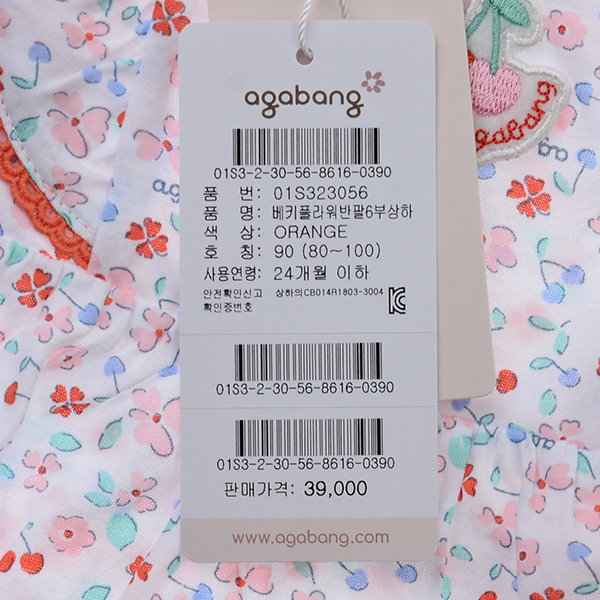 agabang
agabang
01S3-2-30-56-8616-0390
품 번: 01S323056
품 명: 베키플라워반팔6부상하
색 상: ORANGE
호 칭: 90 (80~100)
사용연령: 24개월 이하
안전확인신고 상하의CB014R1803-3004
확인증번호
01S3-2-30-56-8616-0390
01S3-2-30-56-8616-0390
판매가격: 39,000
www.agabang.com